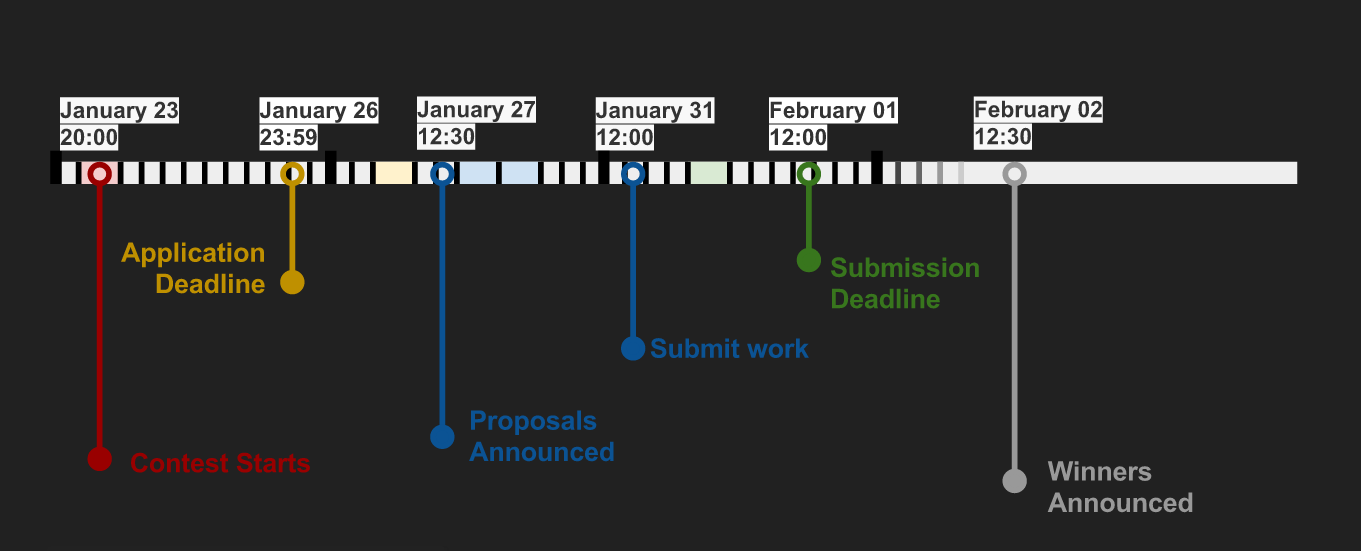 January 23
20:00
January 26
23:59
January 27
12:30
January 31
12:00
February 01
12:00
February 02
12:30
Application
Deadline
Submission
Deadline
Submit work
Proposals
Announced
Contest Starts
Winners
Announced